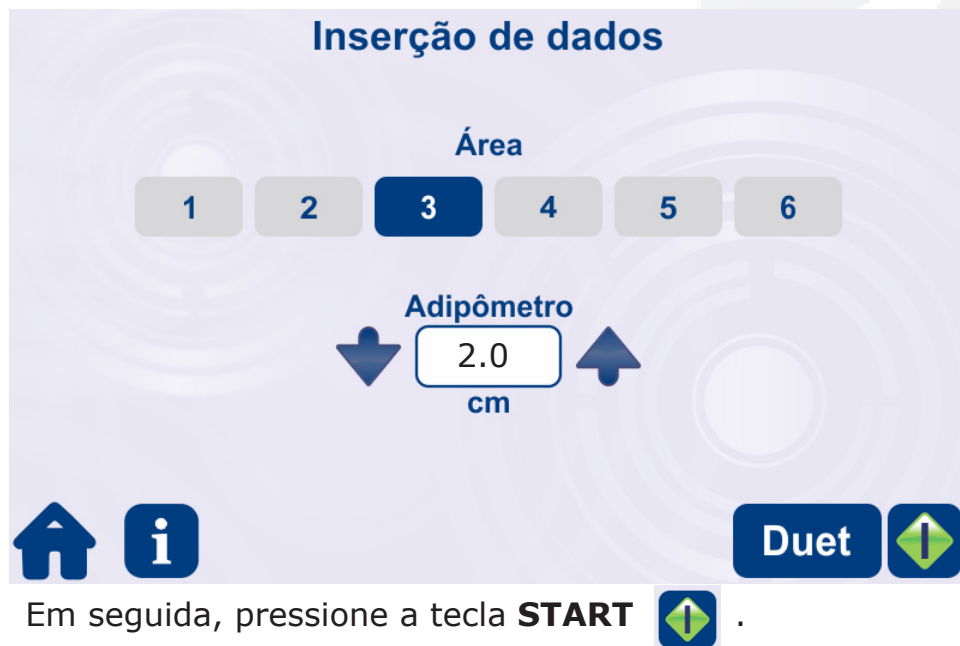 Inserção de dados
Área
1 2 3 4 5 6
Adipômetro
2.0
cm
i Duet
Em seguida, pressione a tecla START .